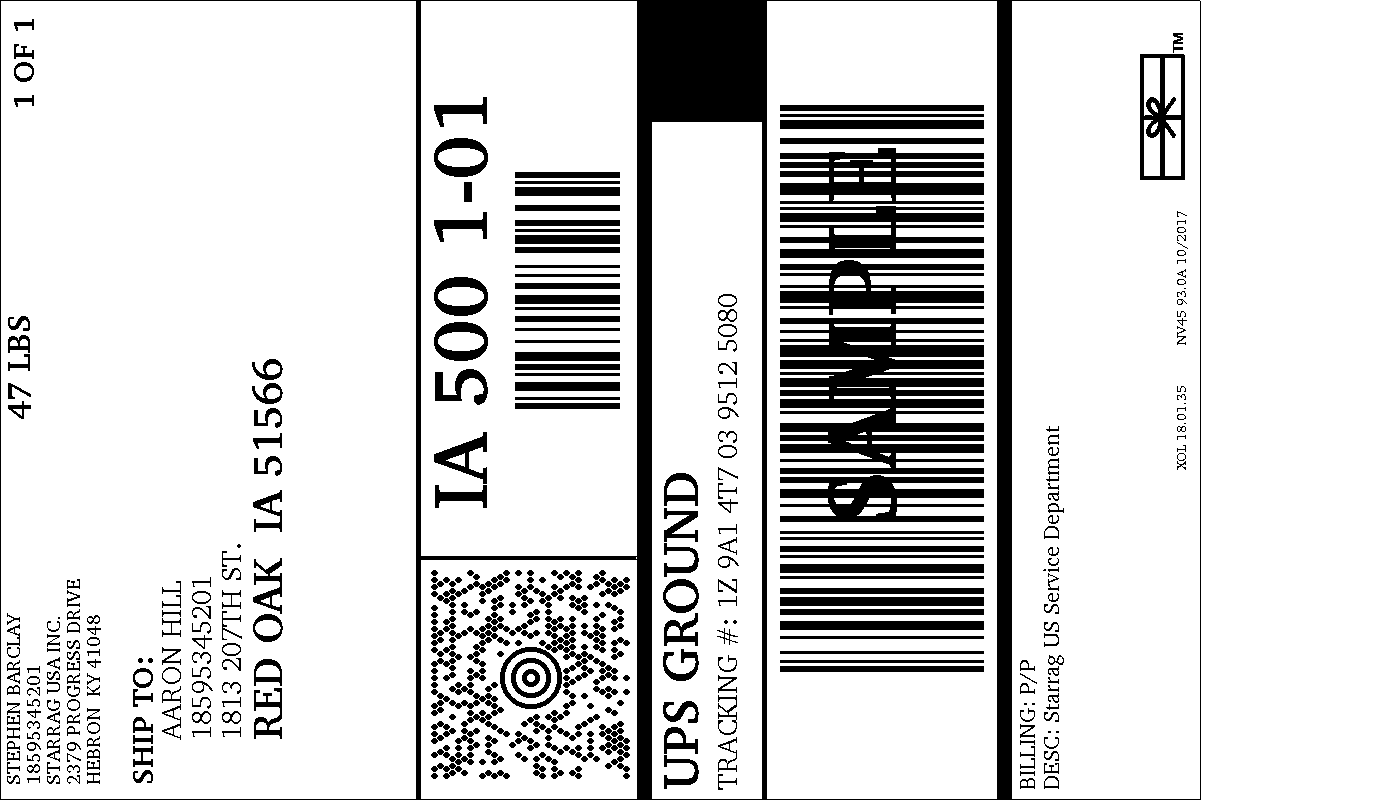 STEPHEN BARCLAY
18595345201
STARRAG USA INC.
2379 PROGRESS DRIVE
HEBRON KY 41048
47 LBS
1 OF 1
SHIP TO:
AARON HILL
18595345201
1813 207TH ST.
RED OAK IA 51566
IA 500 1-01
UPS GROUND
TRACKING #: 1Z 9A1 4T7 03 9512 5080
SAMPLE
BILLING: P/P
DESC: Starrag US Service Department
XOL 18.01.35 NV45 93.0A 10/2017
TM